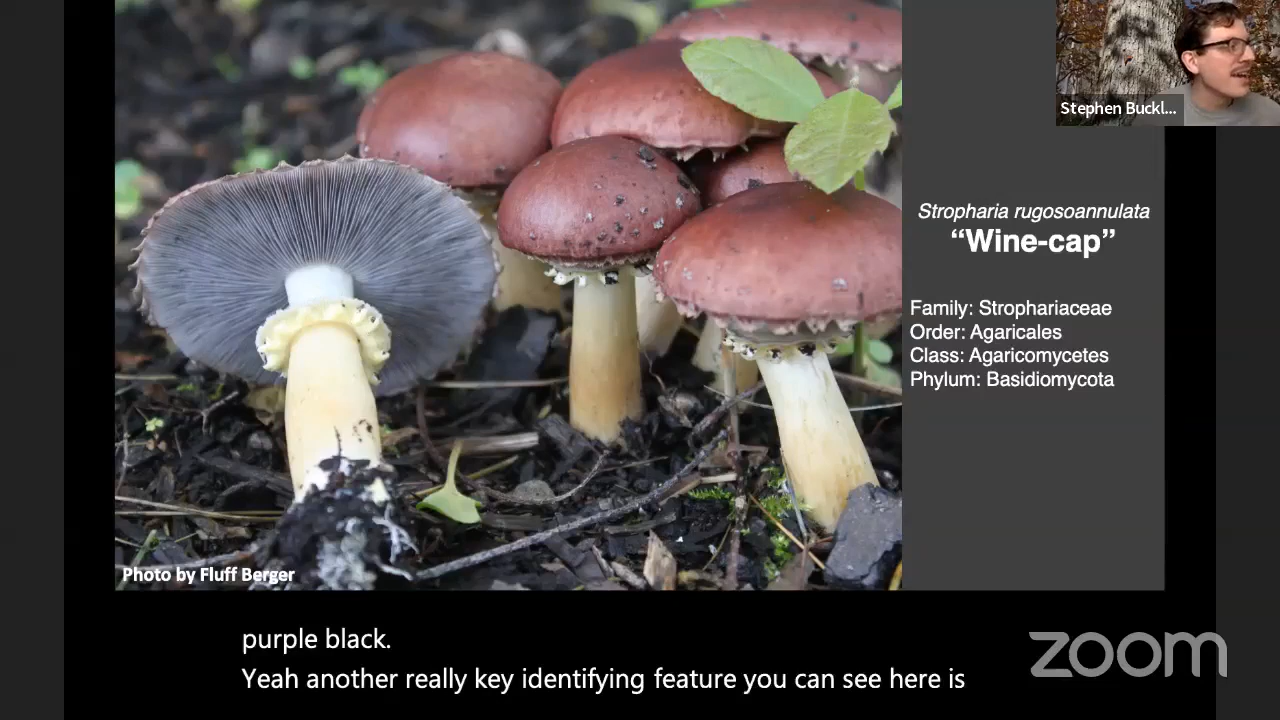 Stephen Buckl...
Stropharia rugosoannulata
“Wine-cap”
Family: Strophariaceae
Order: Agaricales
Class: Agaricomycetes
Phylum: Basidiomycota
Photo by Fluff Berger
purple black.
Yeah another really key identifying feature you can see here is
zoom